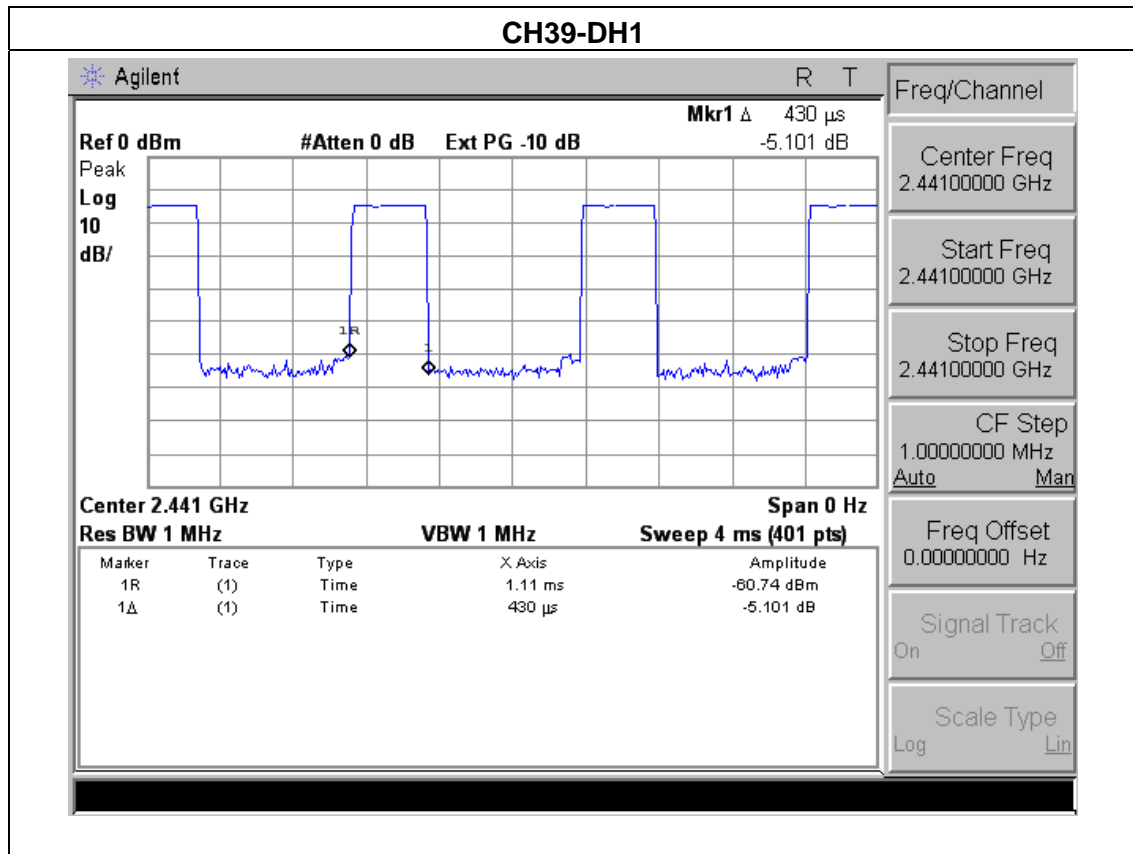 CH39-DH1
Agilent R T
Mkr1 Δ 430 µs
Ref 0 dBm #Atten 0 dB Ext PG -10 dB -5.101 dB
Peak
Log
10
dB/
1R
1
Center 2.441 GHz Span 0 Hz
Res BW 1 MHz VBW 1 MHz Sweep 4 ms (401 pts)
Marker Trace Type X Axis Amplitude
1R (1) Time 1.11 ms -60.74 dBm
1Δ (1) Time 430 µs -5.101 dB
Freq/Channel
Center Freq
2.44100000 GHz
Start Freq
2.44100000 GHz
Stop Freq
2.44100000 GHz
CF Step
1.00000000 MHz
Auto Man
Freq Offset
0.00000000 Hz
Signal Track
On Off
Scale Type
Log Lin